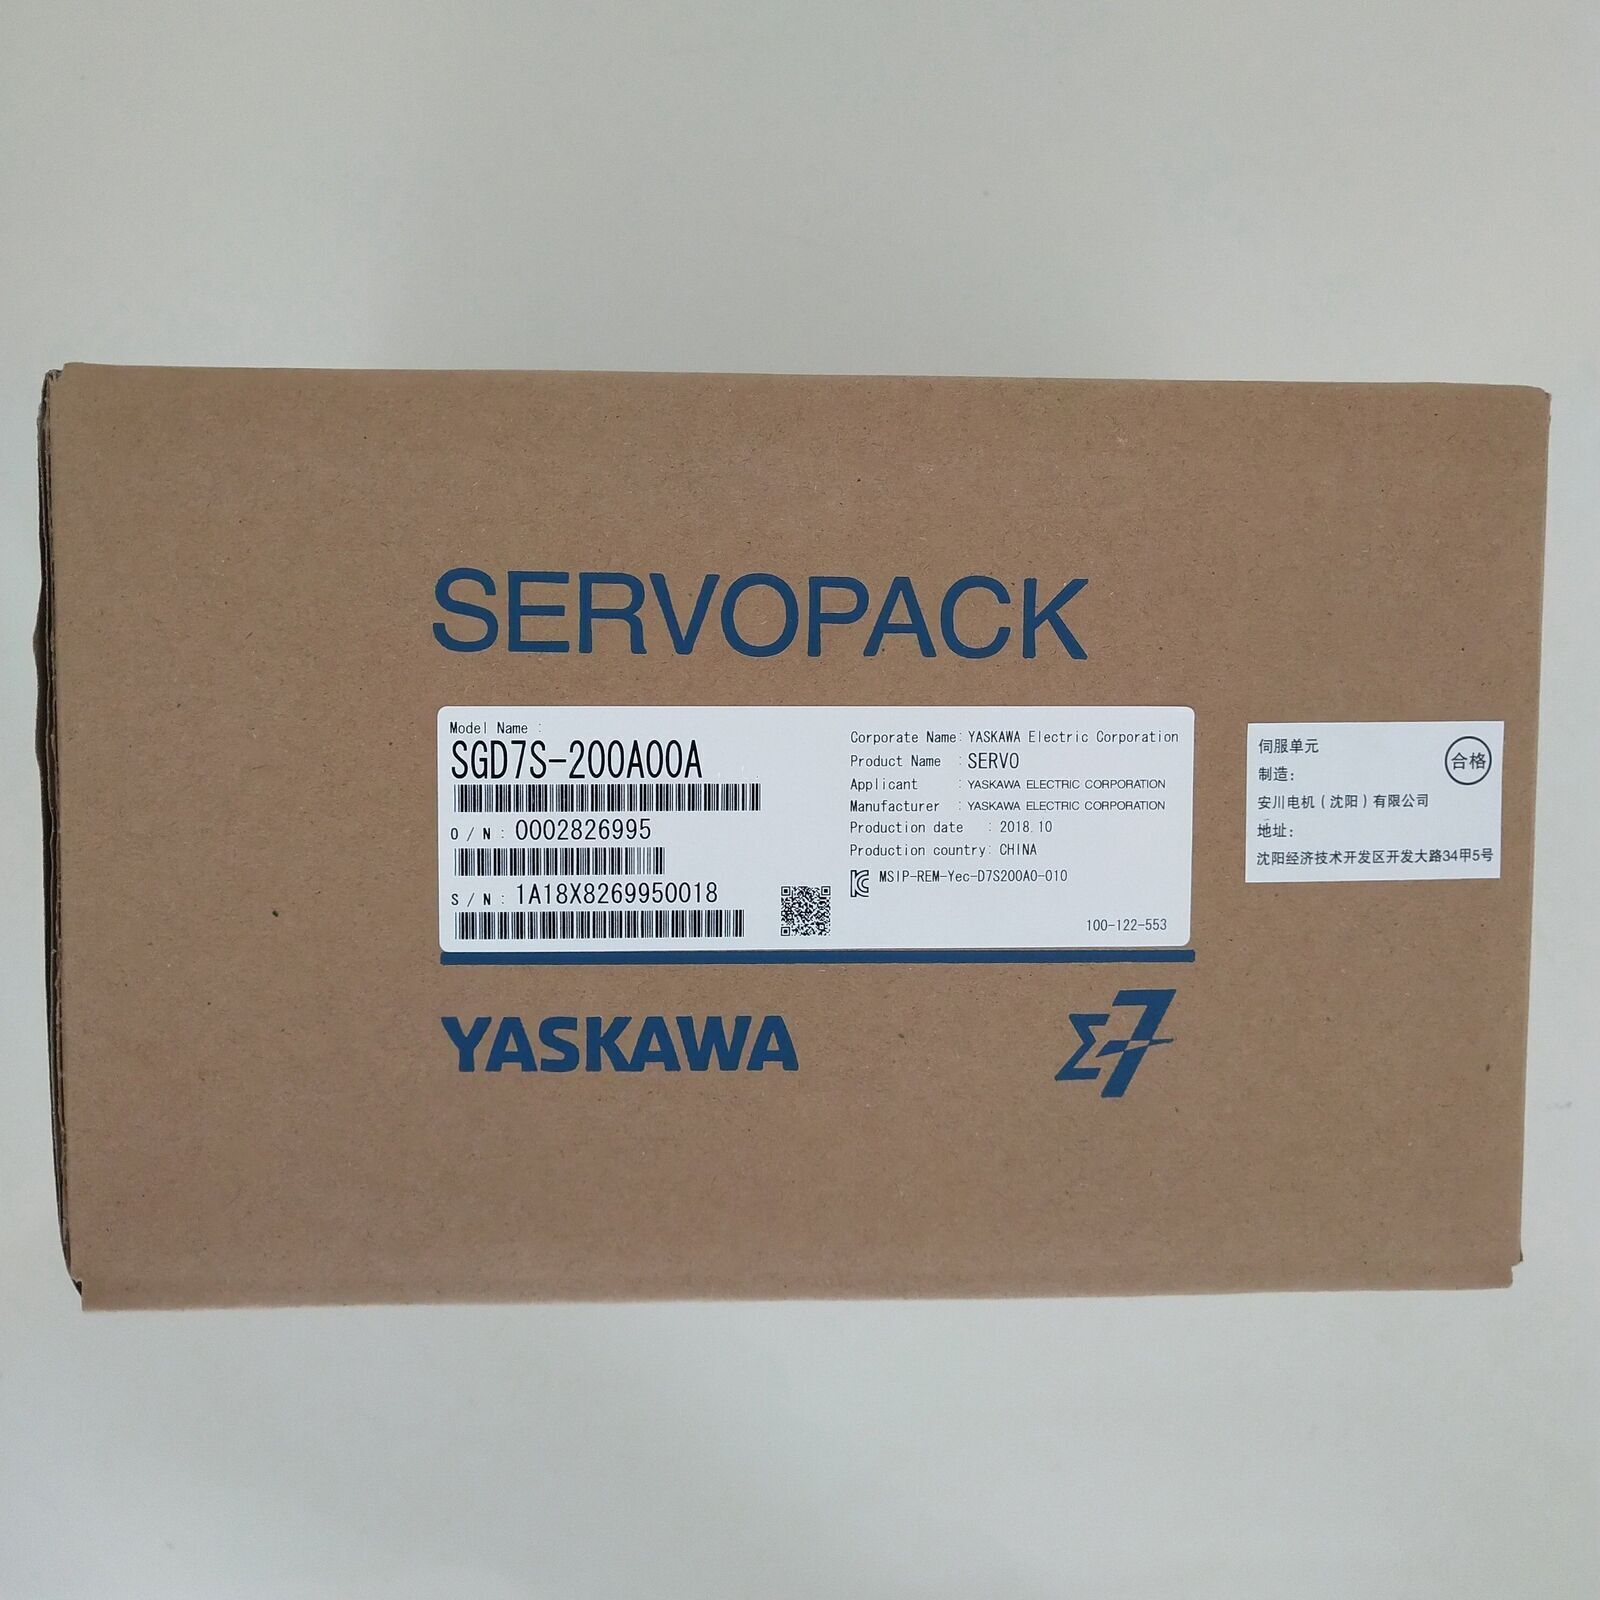 SERVOPACK
Model Name :
SGD7S-200A00A
O / N : 0002826995
S / N : 1A18X8269950018
Corporate Name: YASKAWA Electric Corporation
Product Name : SERVO
Applicant : YASKAWA ELECTRIC CORPORATION
Manufacturer : YASKAWA ELECTRIC CORPORATION
Production date : 2018.10
Production country: CHINA
MSIP-REM-Yec-D7S200A0-010
100-122-553
伺服单元
合格
制造：
安川电机（沈阳）有限公司
地址：
沈阳经济技术开发区开发大路34甲5号
YASKAWA
Σ-7